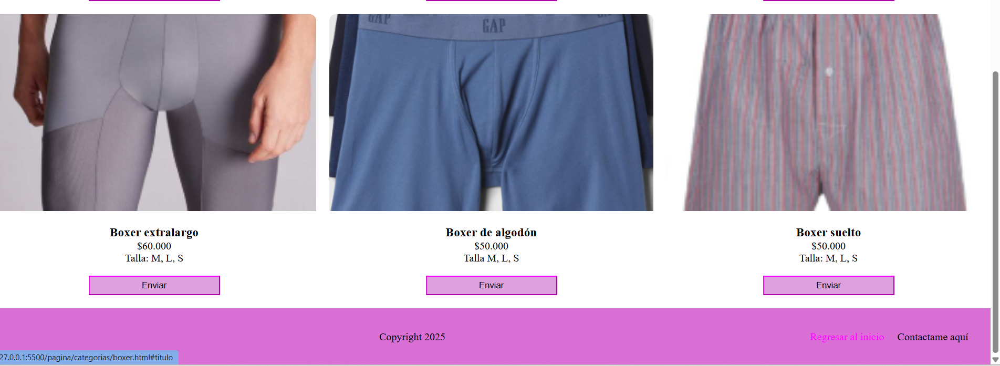 GAP
GAP
Boxer extralargo
$60.000
Talla: M, L, S
Enviar
Boxer de algodón
$50.000
Talla M, L, S
Enviar
Boxer suelto
$50.000
Talla: M, L, S
Enviar
Copyright 2025
Regresar al inicio
Contactame aquí
27.0.0.1:5500/pagina/categorias/boxer.html#titulo